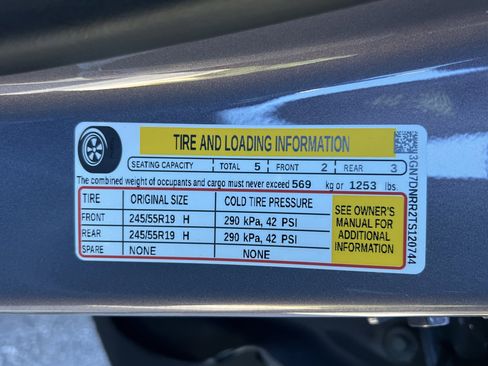 TIRE AND LOADING INFORMATION
SEATING CAPACITY TOTAL 5 FRONT 2 REAR 3
The combined weight of occupants and cargo must never exceed 569 kg or 1253 lbs.
TIRE ORIGINAL SIZE COLD TIRE PRESSURE
FRONT 245/55R19 H 290 kPa, 42 PSI
REAR 245/55R19 H 290 kPa, 42 PSI
SPARE NONE NONE
SEE OWNER'S
MANUAL FOR
ADDITIONAL
INFORMATION
3GN7DNRR2TS120744